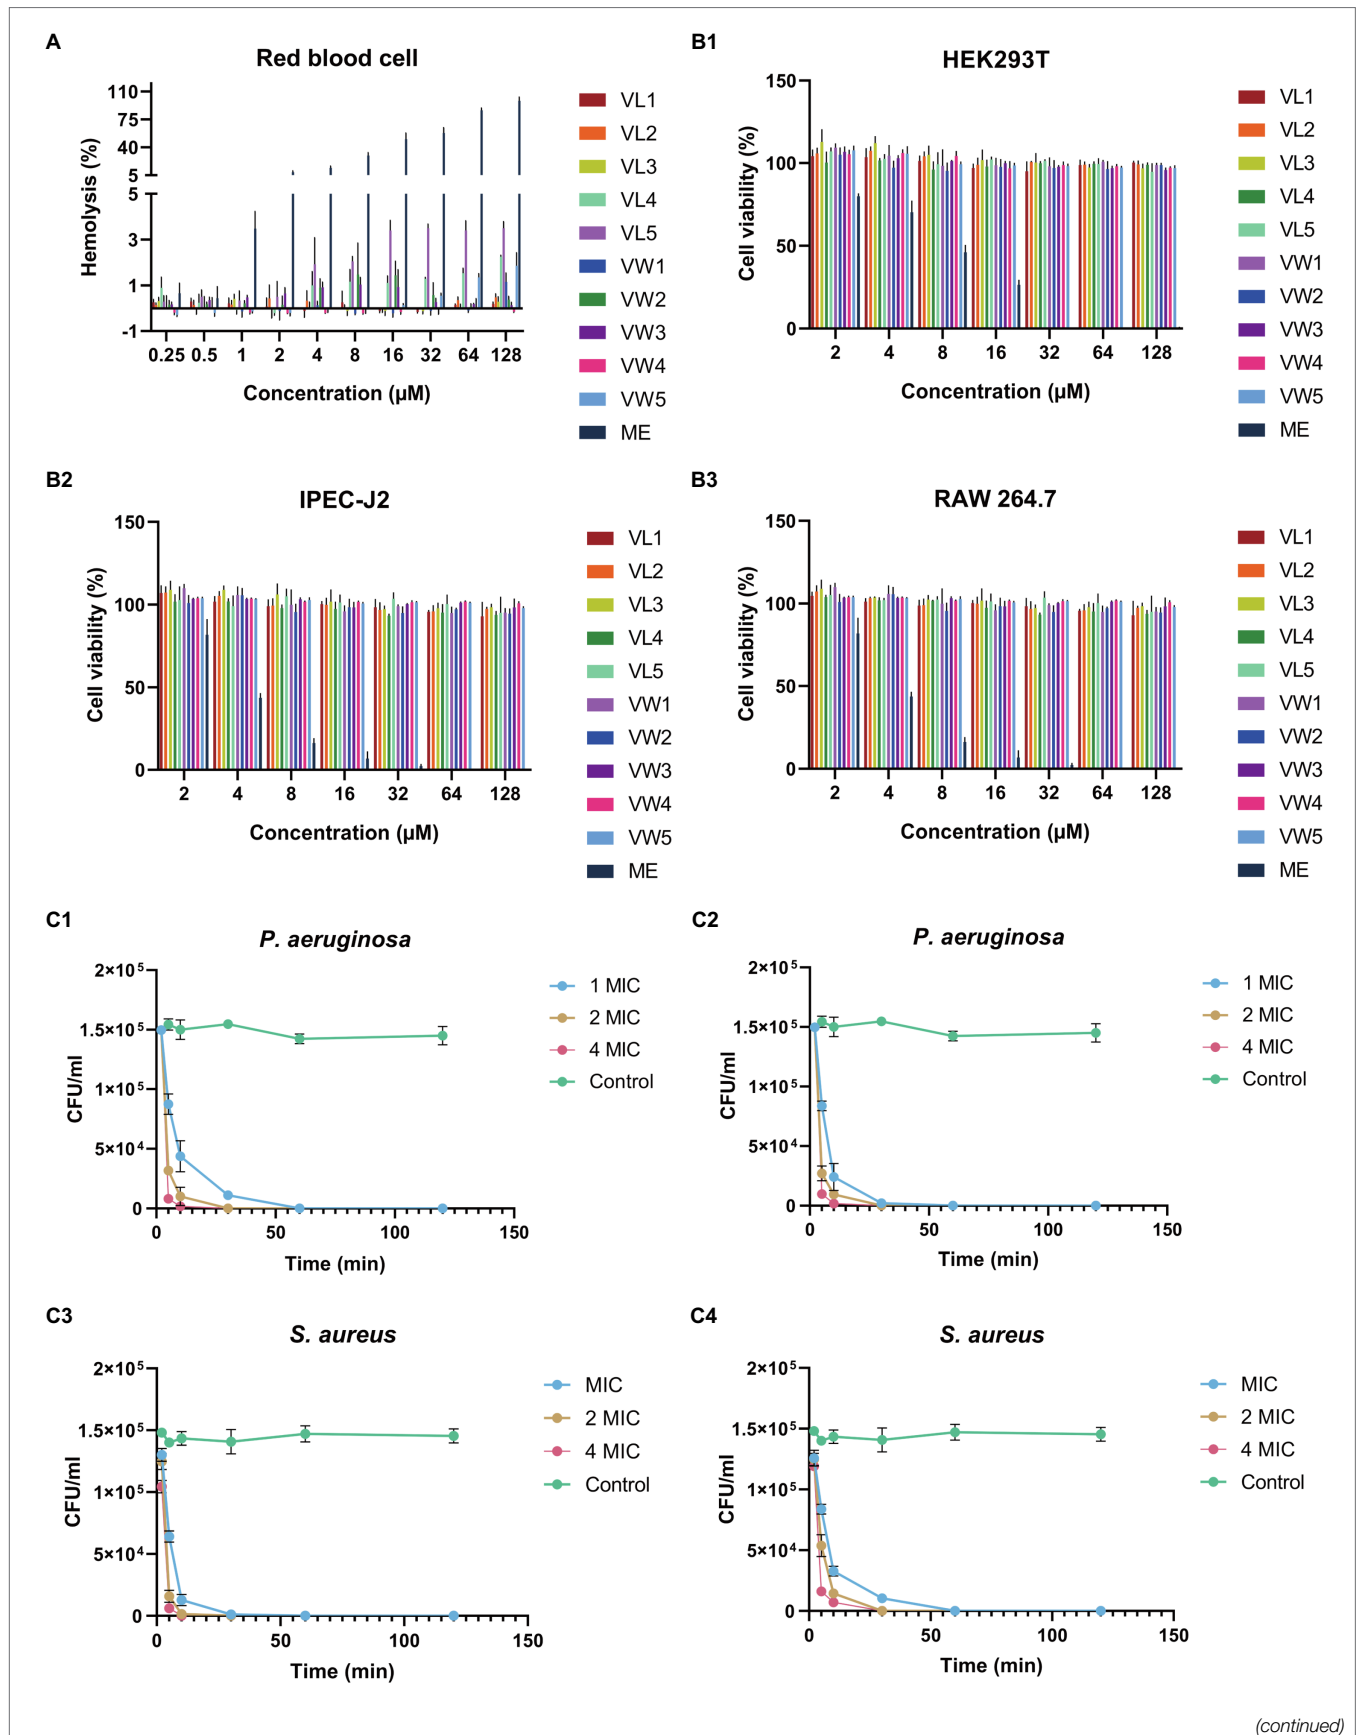 A
Red blood cell
Hemolysis (%)
110
75
40
5
5
3
1
-1
0.25 0.5 1 2 4 8 16 32 64 128
Concentration (µM)
VL1
VL2
VL3
VL4
VL5
VW1
VW2
VW3
VW4
VW5
ME
B1
HEK293T
Cell viability (%)
150
100
50
0
2 4 8 16 32 64 128
Concentration (µM)
VL1
VL2
VL3
VL4
VL5
VW1
VW2
VW3
VW4
VW5
ME
B2
IPEC-J2
Cell viability (%)
150
100
50
0
2 4 8 16 32 64 128
Concentration (µM)
VL1
VL2
VL3
VL4
VL5
VW1
VW2
VW3
VW4
VW5
ME
B3
RAW 264.7
Cell viability (%)
150
100
50
0
2 4 8 16 32 64 128
Concentration (µM)
VL1
VL2
VL3
VL4
VL5
VW1
VW2
VW3
VW4
VW5
ME
C1
P. aeruginosa
CFU/ml
2×10⁵
1.5×10⁵
1×10⁵
5×10⁴
0
0 50 100 150
Time (min)
1 MIC
2 MIC
4 MIC
Control
C2
P. aeruginosa
CFU/ml
2×10⁵
1.5×10⁵
1×10⁵
5×10⁴
0
0 50 100 150
Time (min)
1 MIC
2 MIC
4 MIC
Control
C3
S. aureus
CFU/ml
2×10⁵
1.5×10⁵
1×10⁵
5×10⁴
0
0 50 100 150
Time (min)
MIC
2 MIC
4 MIC
Control
C4
S. aureus
CFU/ml
2×10⁵
1.5×10⁵
1×10⁵
5×10⁴
0
0 50 100 150
Time (min)
MIC
2 MIC
4 MIC
Control
(continued)